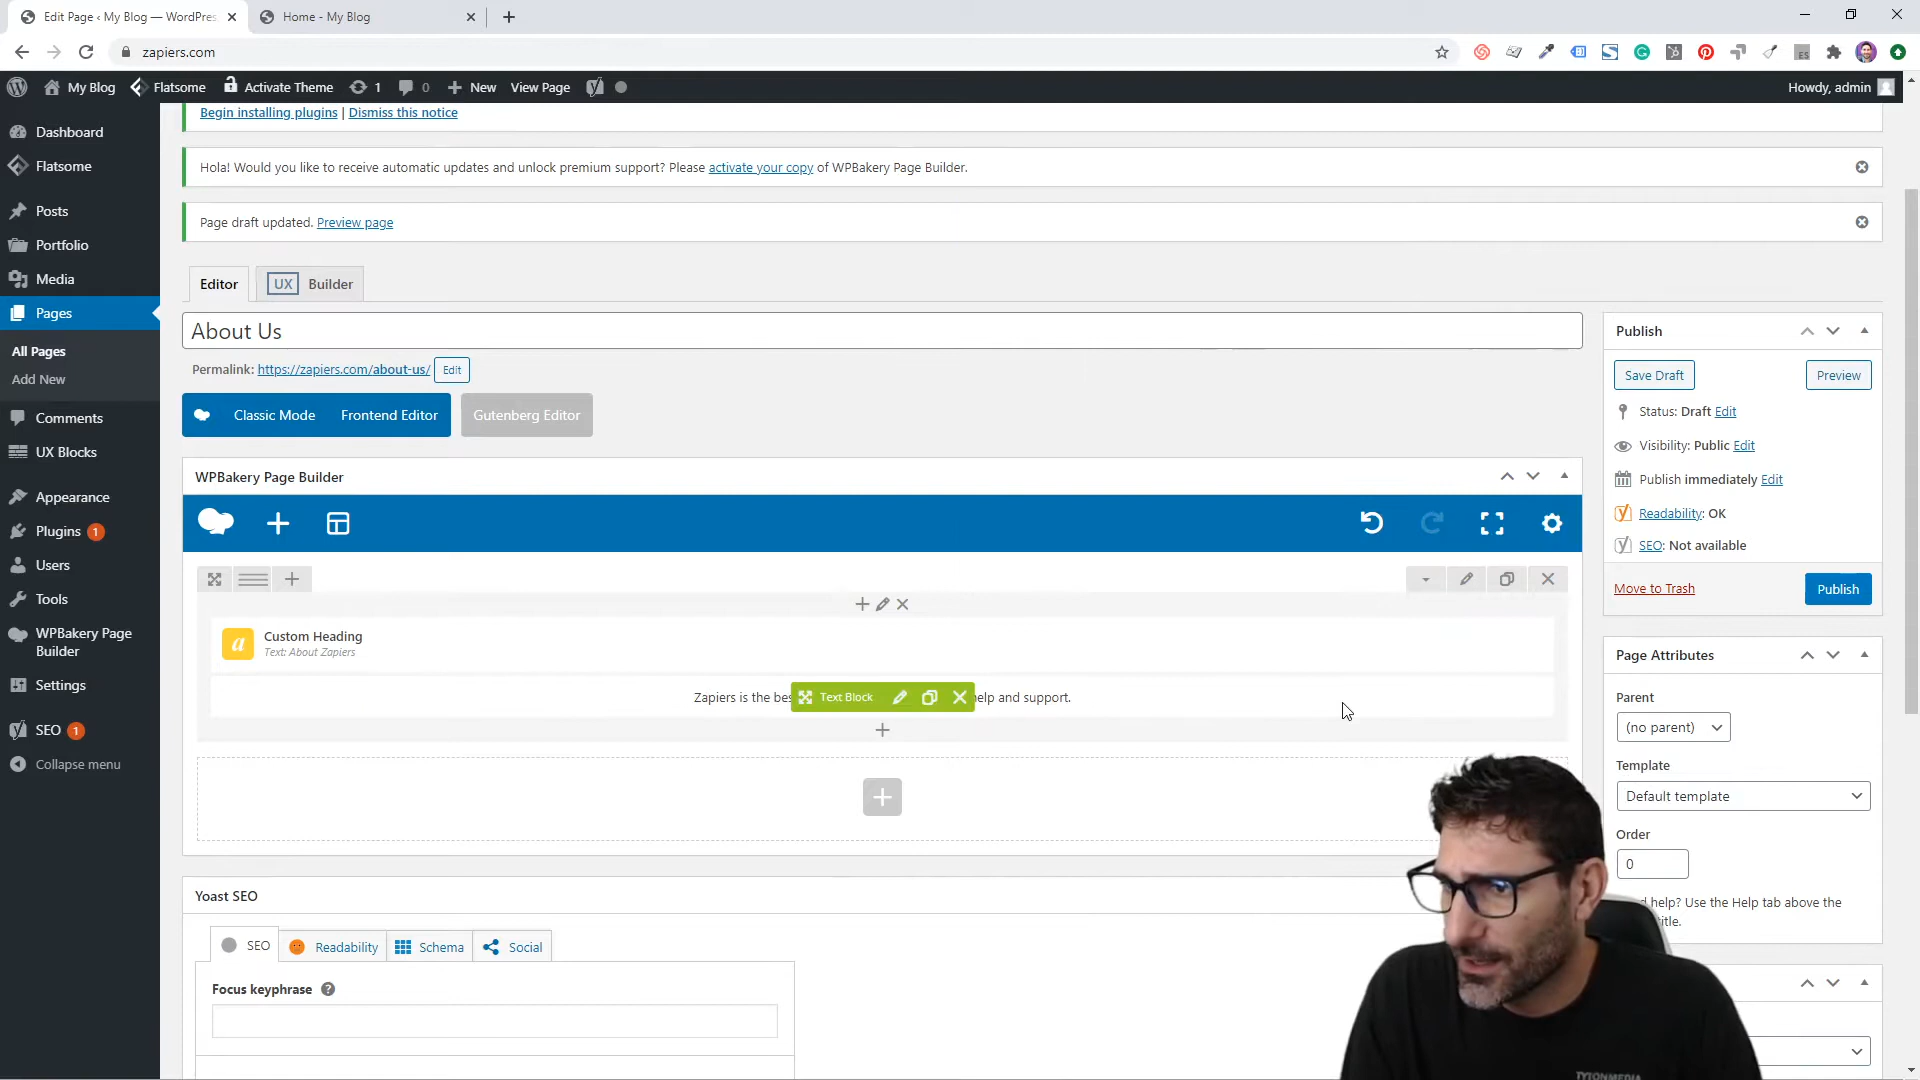 Edit Page ‹ My Blog — WordPres
Home - My Blog
zapiers.com
ES
My Blog
Flatsome
Activate Theme
1
0
New
View Page
Howdy, admin
Dashboard
Flatsome
Posts
Portfolio
Media
Pages
All Pages
Add New
Comments
UX Blocks
Appearance
Plugins 1
Users
Tools
WPBakery Page
Builder
Settings
SEO 1
Collapse menu
Begin installing plugins | Dismiss this notice
Hola! Would you like to receive automatic updates and unlock premium support? Please activate your copy of WPBakery Page Builder.
Page draft updated. Preview page
Editor
UX Builder
About Us
Permalink: https://zapiers.com/about-us/ Edit
Classic Mode
Frontend Editor
Gutenberg Editor
WPBakery Page Builder
a
Custom Heading
Text: About Zapiers
Zapiers is the bes
Text Block
help and support.
Yoast SEO
SEO
Readability
Schema
Social
Focus keyphrase ?
Publish
Save Draft
Preview
Status: Draft Edit
Visibility: Public Edit
Publish immediately Edit
Readability: OK
SEO: Not available
Move to Trash
Publish
Page Attributes
Parent
(no parent)
Template
Default template
Order
0
help? Use the Help tab above the
title.
TYTONMEDIA